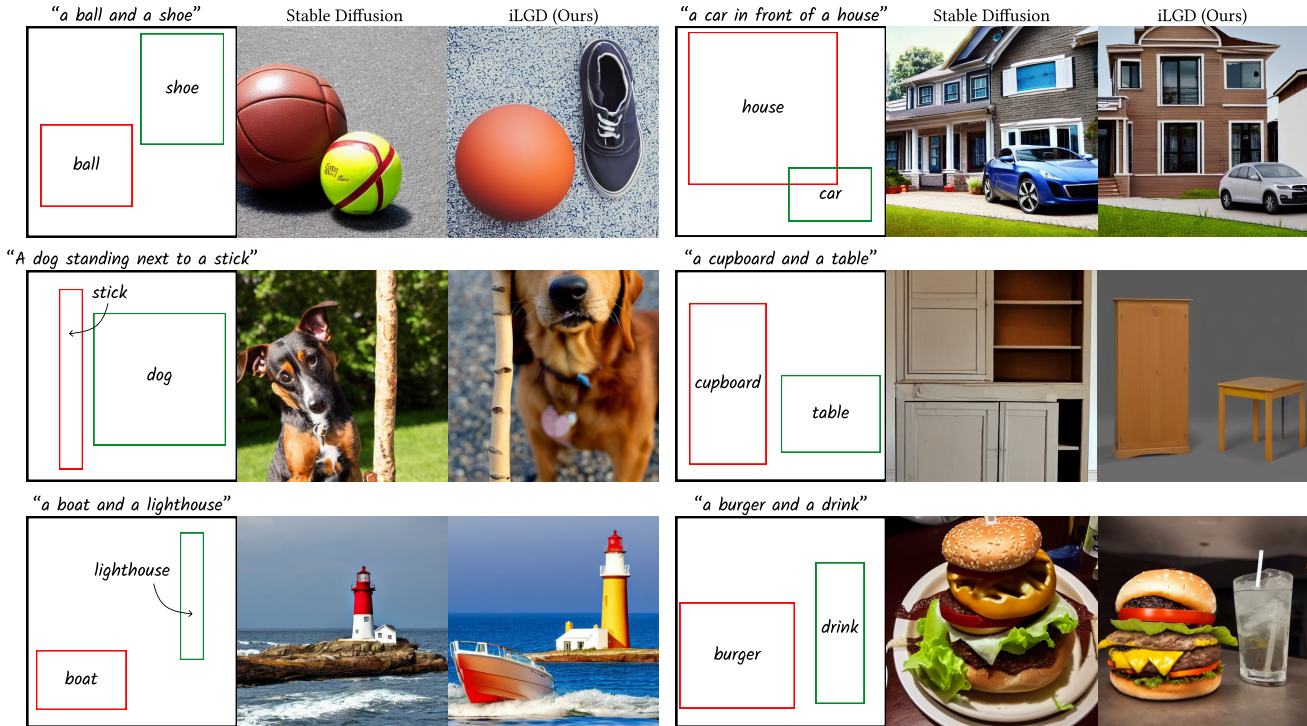 “a ball and a shoe”
Stable Diffusion
iLGD (Ours)
shoe
ball
“a car in front of a house”
Stable Diffusion
iLGD (Ours)
house
car
“A dog standing next to a stick”
stick
dog
“a cupboard and a table”
cupboard
table
“a boat and a lighthouse”
lighthouse
boat
“a burger and a drink”
drink
burger